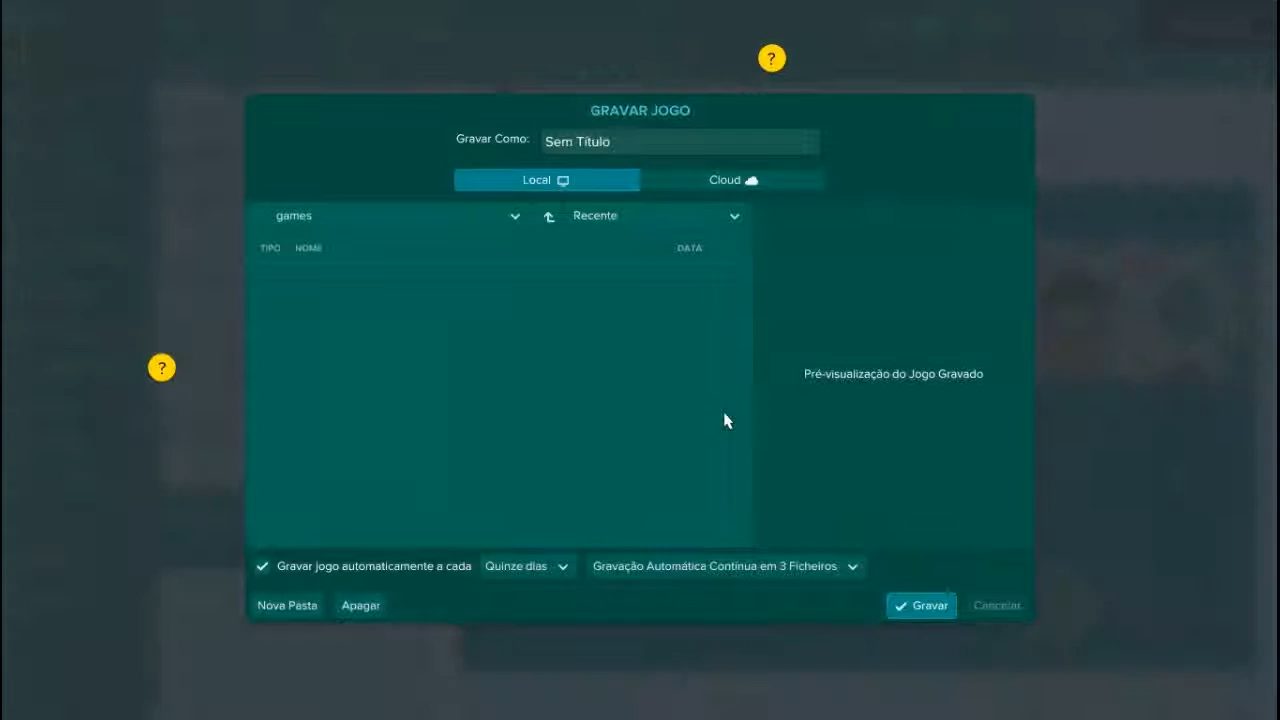 ?
GRAVAR JOGO
Gravar Como: Sem Título
Local Cloud
games Recente
TIPO NOME DATA
?
Pré-visualização do Jogo Gravado
Gravar jogo automaticamente a cada Quinze dias Gravação Automática Contínua em 3 Ficheiros
Nova Pasta Apagar Gravar Cancelar